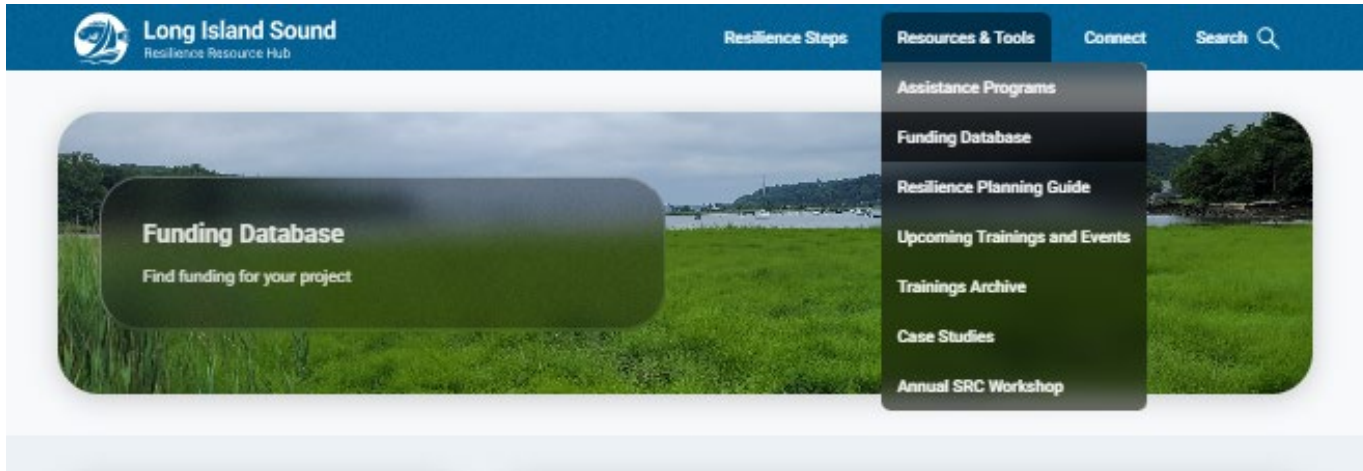 Long Island Sound
Resilience Resource Hub
Resilience Steps
Resources & Tools
Connect
Search
Assistance Programs
Funding Database
Resilience Planning Guide
Upcoming Trainings and Events
Trainings Archive
Case Studies
Annual SRC Workshop
Funding Database
Find funding for your project